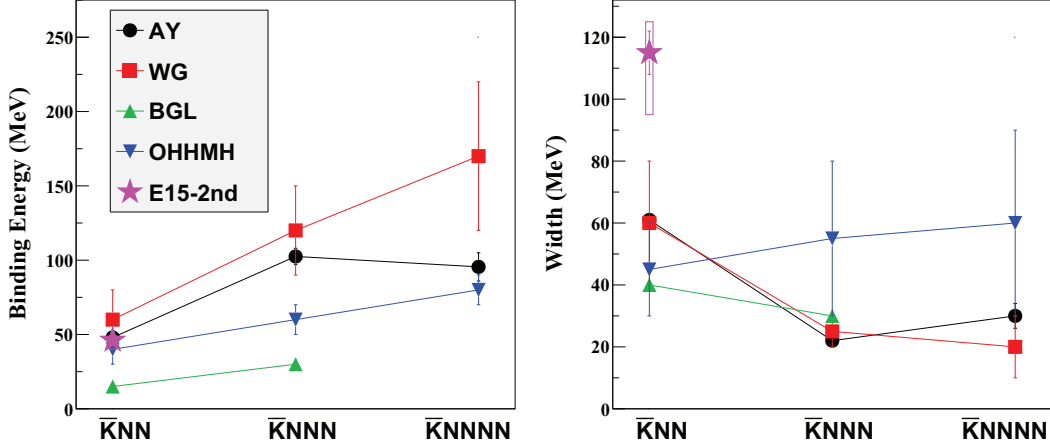 Binding Energy (MeV)
250
200
150
100
50
0
AY
WG
BGL
OHHMH
E15-2nd
K̅NN
K̅NNN
K̅NNNN
Width (MeV)
120
100
80
60
40
20
0
K̅NN
K̅NNN
K̅NNNN